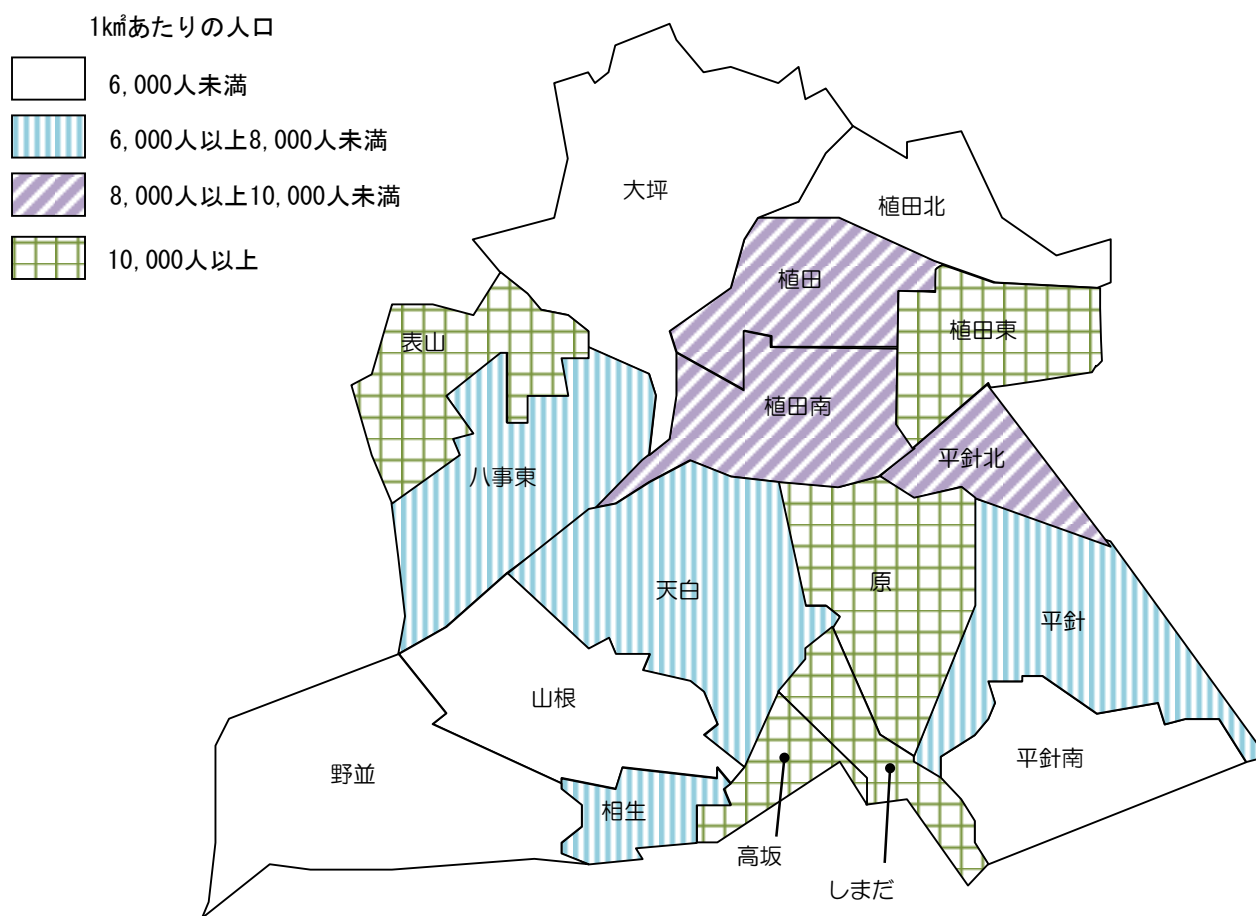 1k㎡あたりの人口
6,000人未満
6,000人以上8,000人未満
8,000人以上10,000人未満
10,000人以上
大坪
植田北
植田
植田東
表山
植田南
平針北
八事東
天白
原
平針
山根
平針南
野並
相生
高坂
しまだ